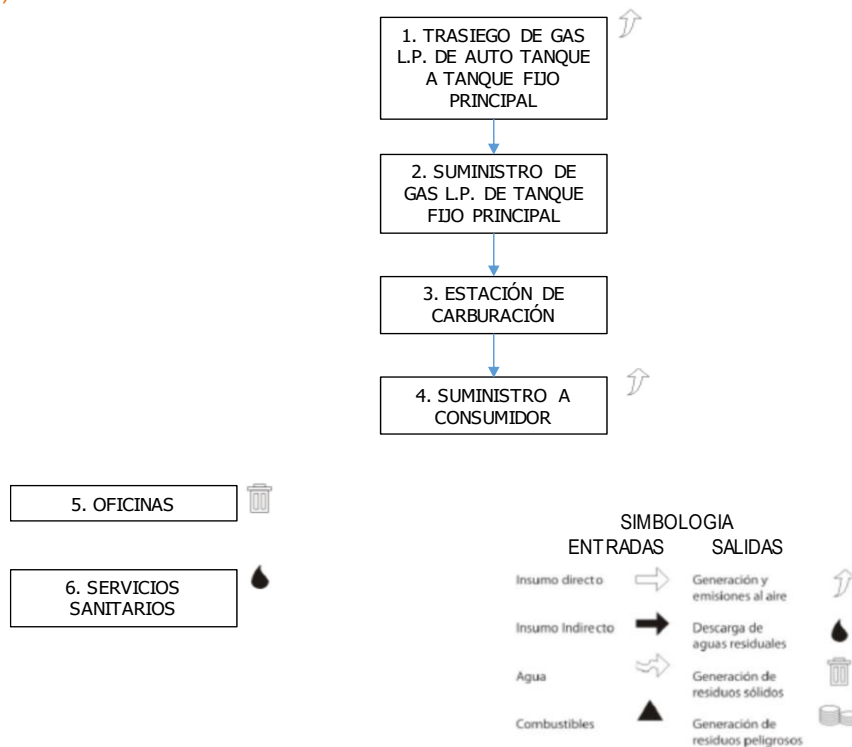 1. TRASIEGO DE GAS
L.P. DE AUTO TANQUE
A TANQUE FIJO
PRINCIPAL
2. SUMINISTRO DE
GAS L.P. DE TANQUE
FIJO PRINCIPAL
3. ESTACIÓN DE
CARBURACIÓN
4. SUMINISTRO A
CONSUMIDOR
5. OFICINAS
6. SERVICIOS
SANITARIOS
SIMBOLOGIA
ENTRADAS SALIDAS
Insumo directo
Generación y
emisiones al aire
Insumo Indirecto
Descarga de
aguas residuales
Agua
Generación de
residuos sólidos
Combustibles
Generación de
residuos peligrosos